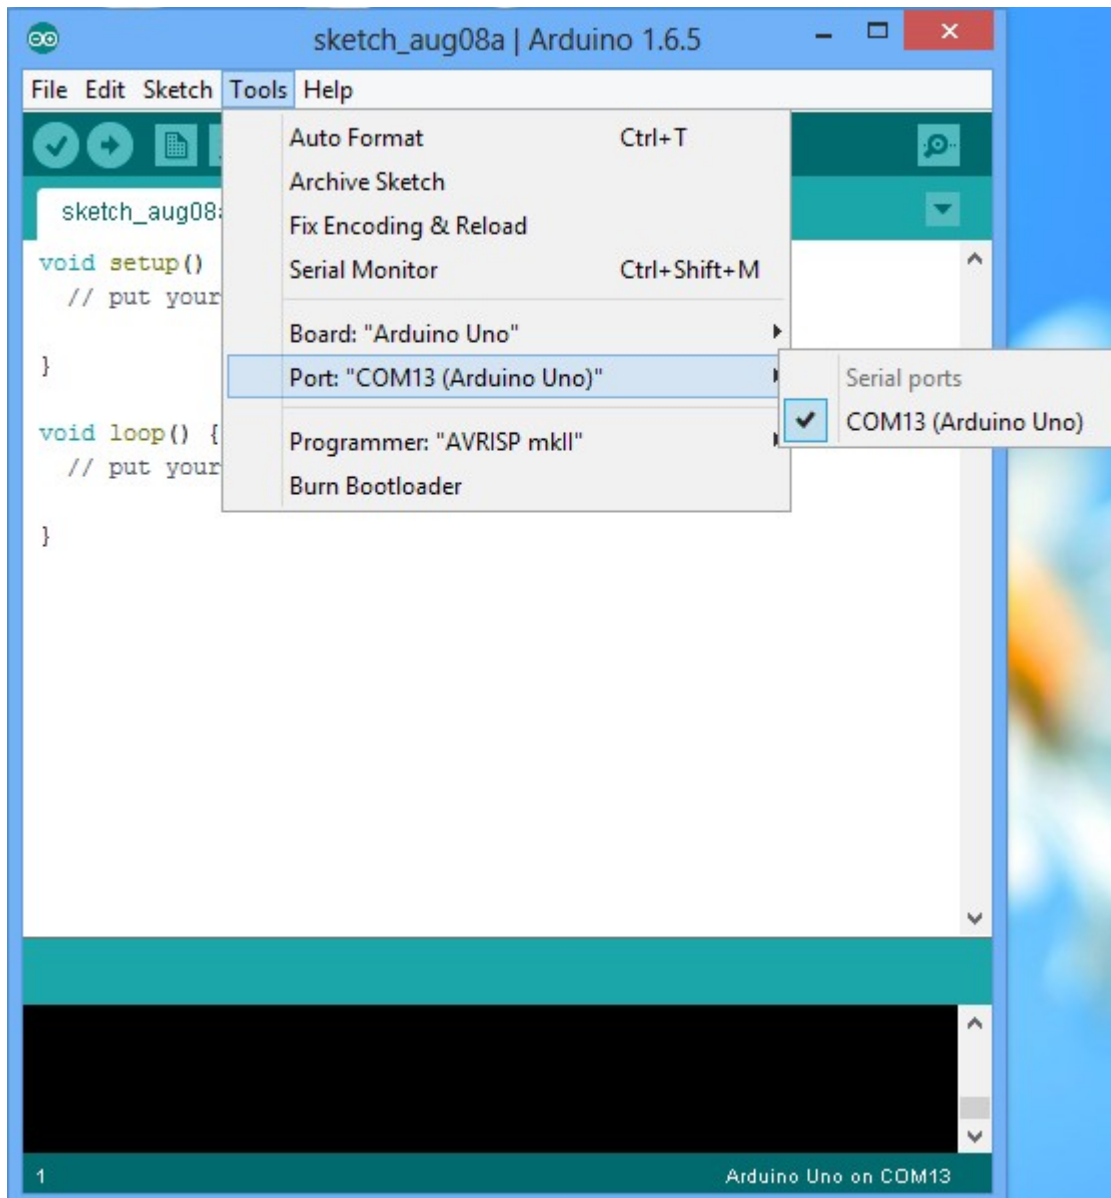 sketch_aug08a | Arduino 1.6.5
File Edit Sketch Tools Help
Auto Format Ctrl+T
Archive Sketch
Fix Encoding & Reload
Serial Monitor Ctrl+Shift+M
Board: "Arduino Uno"
Port: "COM13 (Arduino Uno)"
Serial ports
COM13 (Arduino Uno)
Programmer: "AVRISP mkII"
Burn Bootloader
sketch_aug08
void setup()
// put your
}
void loop() {
// put your
}
1 Arduino Uno on COM13